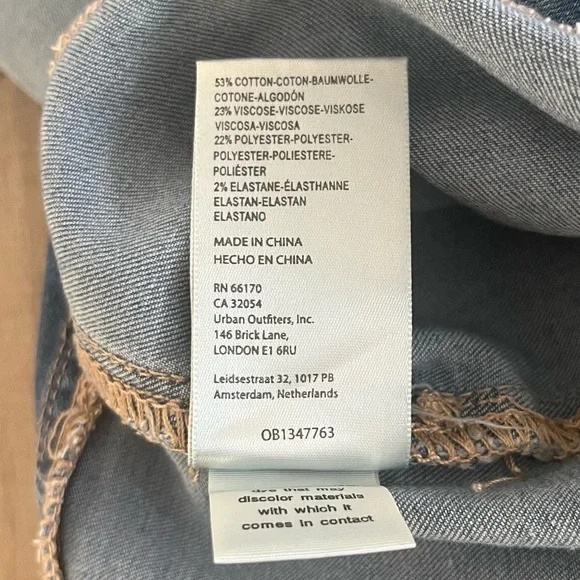 53% COTTON-COTON-BAUMWOLLE-
COTONE-ALGODÓN
23% VISCOSE-VISCOSE-VISKOSE
VISCOSA-VISCOSA
22% POLYESTER-POLYESTER-
POLYESTER-POLIESTERE-
POLIÉSTER
2% ELASTANE-ÉLASTHANNE
ELASTAN-ELASTAN
ELASTANO
MADE IN CHINA
HECHO EN CHINA
RN 66170
CA 32054
Urban Outfiters, Inc.
146 Brick Lane,
LONDON E1 6RU
Leidsestraat 32, 1017 PB
Amsterdam, Netherlands
OB1347763
dye that may
discolor materials
with which it
comes in contact